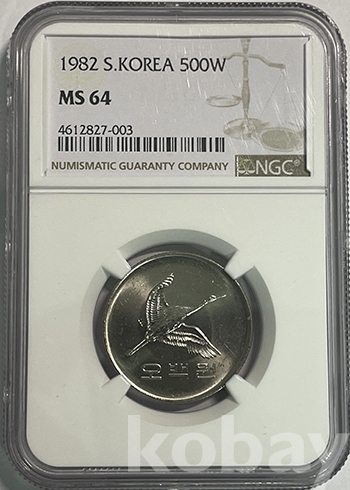 1982 S.KOREA 500W
MS 64
4612827-003
NUMISMATIC GUARANTY COMPANY
NGC
오백원
kobay